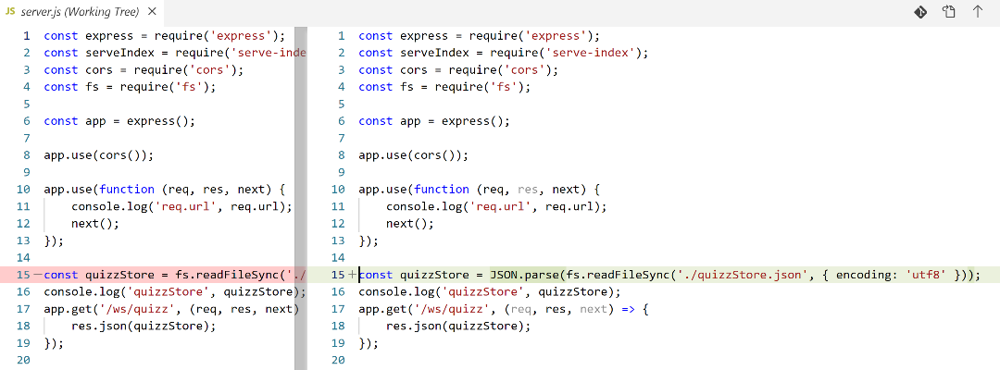 JS server.js (Working Tree) ×
1 const express = require('express');
2 const serveIndex = require('serve-inde
3 const cors = require('cors');
4 const fs = require('fs');
5
6 const app = express();
7
8 app.use(cors());
9
10 app.use(function (req, res, next) {
11     console.log('req.url', req.url);
12     next();
13 });
14
15 —const quizzStore = fs.readFileSync('./
16 console.log('quizzStore', quizzStore);
17 app.get('/ws/quizz', (req, res, next)
18     res.json(quizzStore);
19 });
20
1 const express = require('express');
2 const serveIndex = require('serve-index');
3 const cors = require('cors');
4 const fs = require('fs');
5
6 const app = express();
7
8 app.use(cors());
9
10 app.use(function (req, res, next) {
11     console.log('req.url', req.url);
12     next();
13 });
14
15 +const quizzStore = JSON.parse(fs.readFileSync('./quizzStore.json', { encoding: 'utf8' }));
16 console.log('quizzStore', quizzStore);
17 app.get('/ws/quizz', (req, res, next) => {
18     res.json(quizzStore);
19 });
20